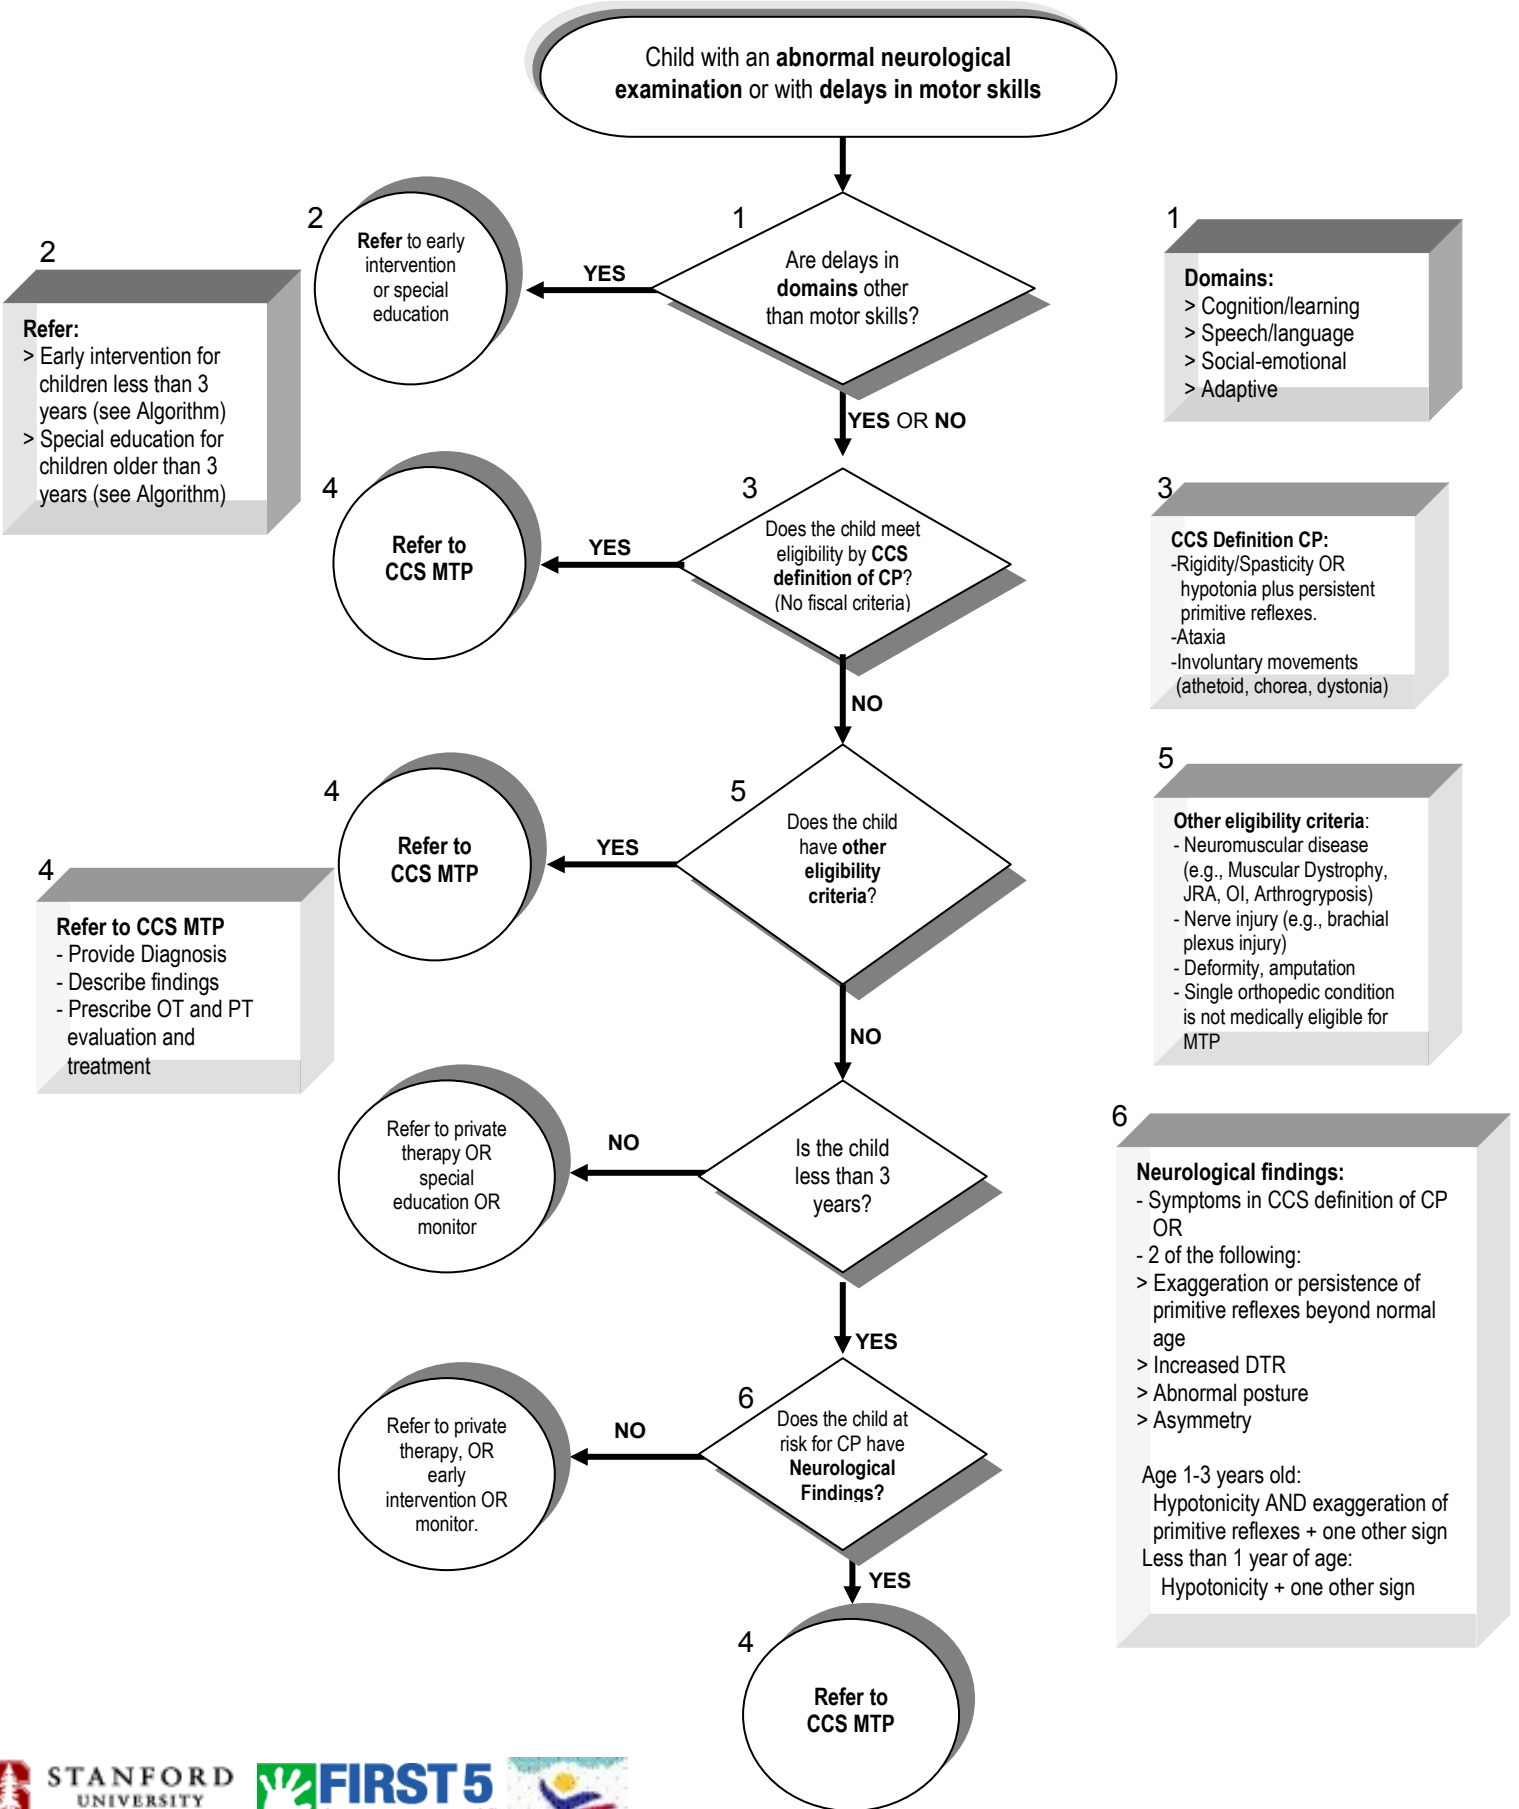 Child with an abnormal neurological
examination or with delays in motor skills
1
Are delays in
domains other
than motor skills?
YES
2
Refer to early
intervention
or special
education
2
Refer:
> Early intervention for
children less than 3
years (see Algorithm)
> Special education for
children older than 3
years (see Algorithm)
1
Domains:
> Cognition/learning
> Speech/language
> Social-emotional
> Adaptive
YES OR NO
3
Does the child meet
eligibility by CCS
definition of CP?
(No fiscal criteria)
YES
4
Refer to
CCS MTP
3
CCS Definition CP:
-Rigidity/Spasticity OR
hypotonia plus persistent
primitive reflexes.
-Ataxia
-Involuntary movements
(athetoid, chorea, dystonia)
NO
5
Does the child
have other
eligibility
criteria?
YES
4
Refer to
CCS MTP
4
Refer to CCS MTP
- Provide Diagnosis
- Describe findings
- Prescribe OT and PT
evaluation and
treatment
5
Other eligibility criteria:
- Neuromuscular disease
(e.g., Muscular Dystrophy,
JRA, OI, Arthrogryposis)
- Nerve injury (e.g., brachial
plexus injury)
- Deformity, amputation
- Single orthopedic condition
is not medically eligible for
MTP
NO
Is the child
less than 3
years?
NO
Refer to private
therapy OR
special
education OR
monitor
YES
6
Does the child at
risk for CP have
Neurological
Findings?
NO
Refer to private
therapy, OR
early
intervention OR
monitor.
6
Neurological findings:
- Symptoms in CCS definition of CP
OR
- 2 of the following:
> Exaggeration or persistence of
primitive reflexes beyond normal
age
> Increased DTR
> Abnormal posture
> Asymmetry
Age 1-3 years old:
Hypotonicity AND exaggeration of
primitive reflexes + one other sign
Less than 1 year of age:
Hypotonicity + one other sign
YES
4
Refer to
CCS MTP
STANFORD
UNIVERSITY
FIRST 5